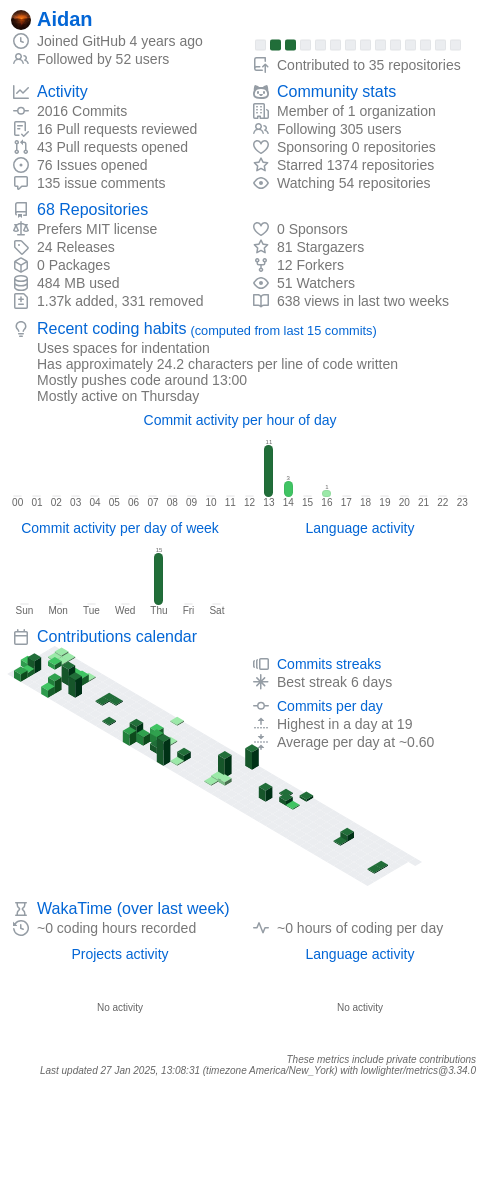 Aidan
Joined GitHub 4 years ago
Followed by 52 users
Contributed to 35 repositories
Activity
2016 Commits
16 Pull requests reviewed
43 Pull requests opened
76 Issues opened
135 issue comments
Community stats
Member of 1 organization
Following 305 users
Sponsoring 0 repositories
Starred 1374 repositories
Watching 54 repositories
68 Repositories
Prefers MIT license
24 Releases
0 Packages
484 MB used
1.37k added, 331 removed
0 Sponsors
81 Stargazers
12 Forkers
51 Watchers
638 views in last two weeks
Recent coding habits (computed from last 15 commits)
Uses spaces for indentation
Has approximately 24.2 characters per line of code written
Mostly pushes code around 13:00
Mostly active on Thursday
Commit activity per hour of day
11
3
1
00 01 02 03 04 05 06 07 08 09 10 11 12 13 14 15 16 17 18 19 20 21 22 23
Commit activity per day of week
15
Sun Mon Tue Wed Thu Fri Sat
Language activity
Contributions calendar
Commits streaks
Best streak 6 days
Commits per day
Highest in a day at 19
Average per day at ~0.60
WakaTime (over last week)
~0 coding hours recorded
~0 hours of coding per day
Projects activity
No activity
Language activity
No activity
These metrics include private contributions
Last updated 27 Jan 2025, 13:08:31 (timezone America/New_York) with lowlighter/metrics@3.34.0